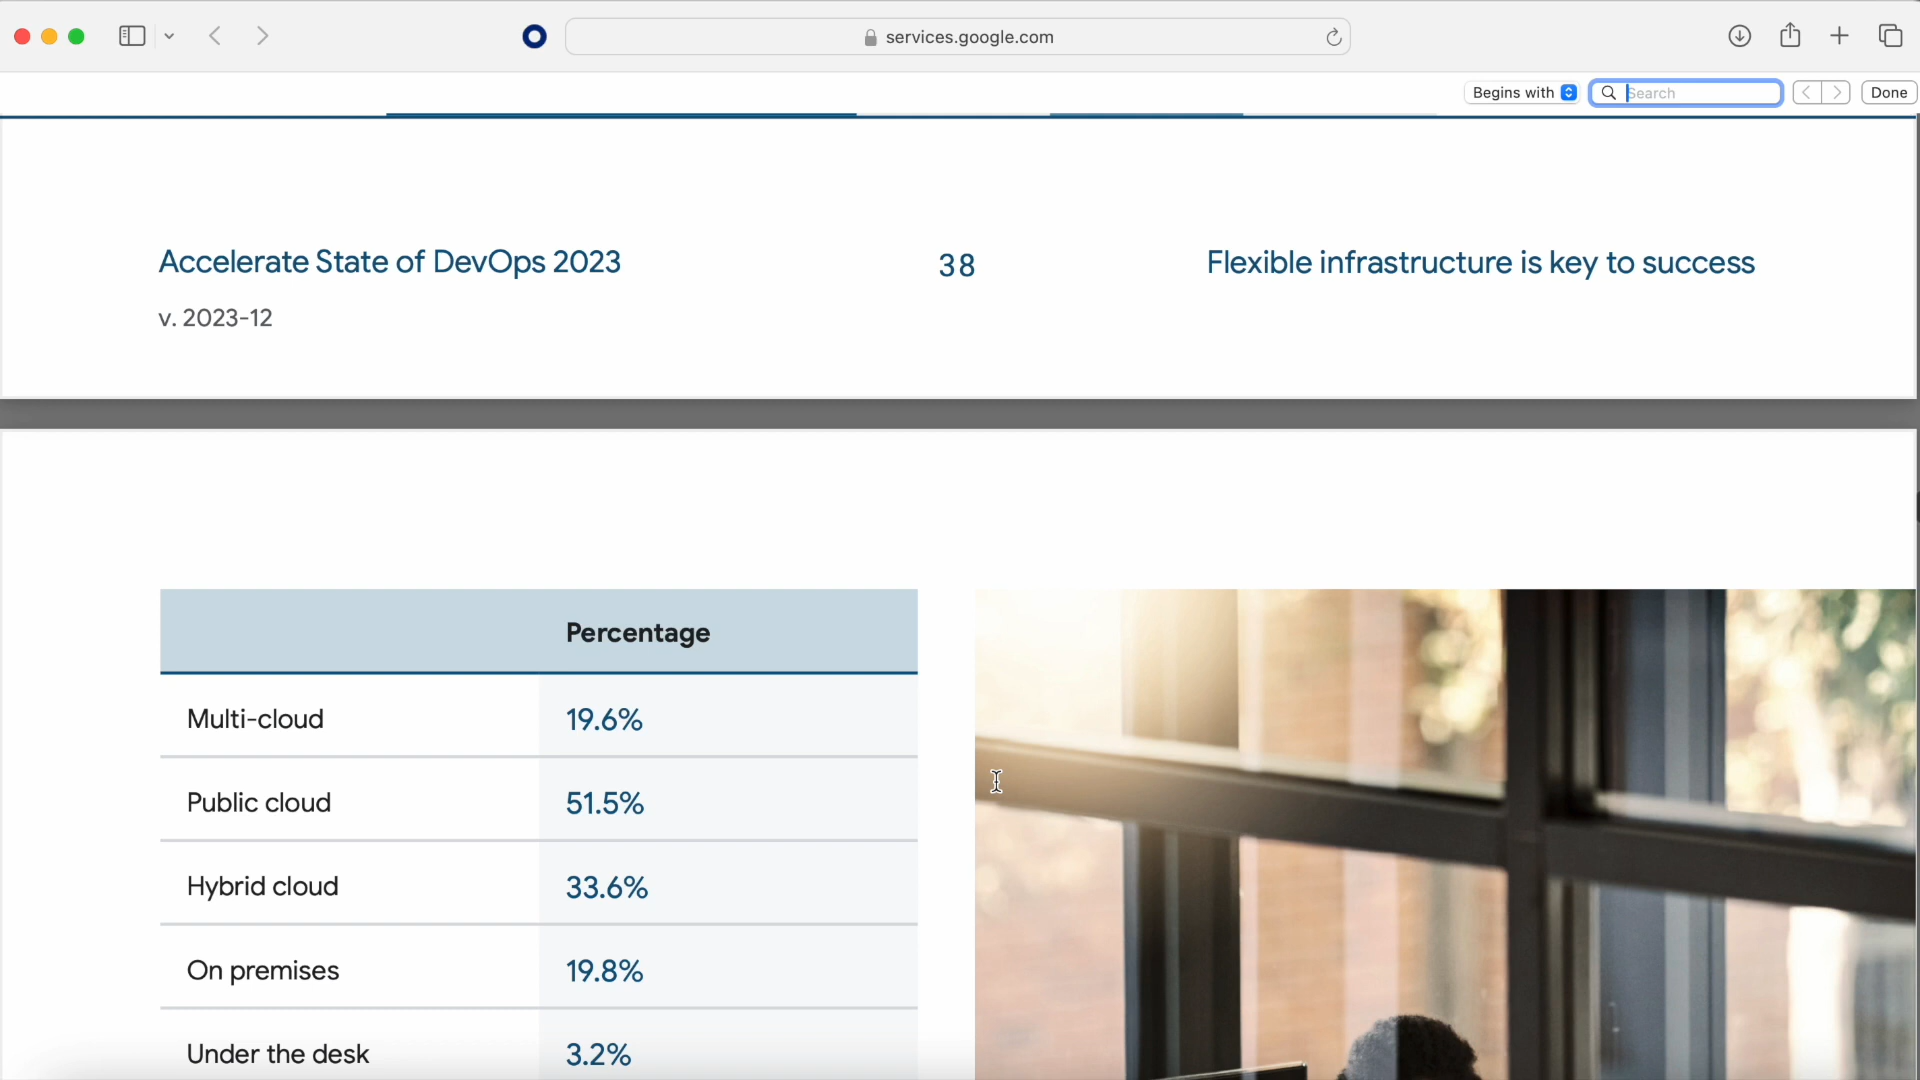 services.google.com
Begins with
Search
Done
Accelerate State of DevOps 2023
38
Flexible infrastructure is key to success
v. 2023-12
Percentage
Multi-cloud 19.6%
Public cloud 51.5%
Hybrid cloud 33.6%
On premises 19.8%
Under the desk 3.2%